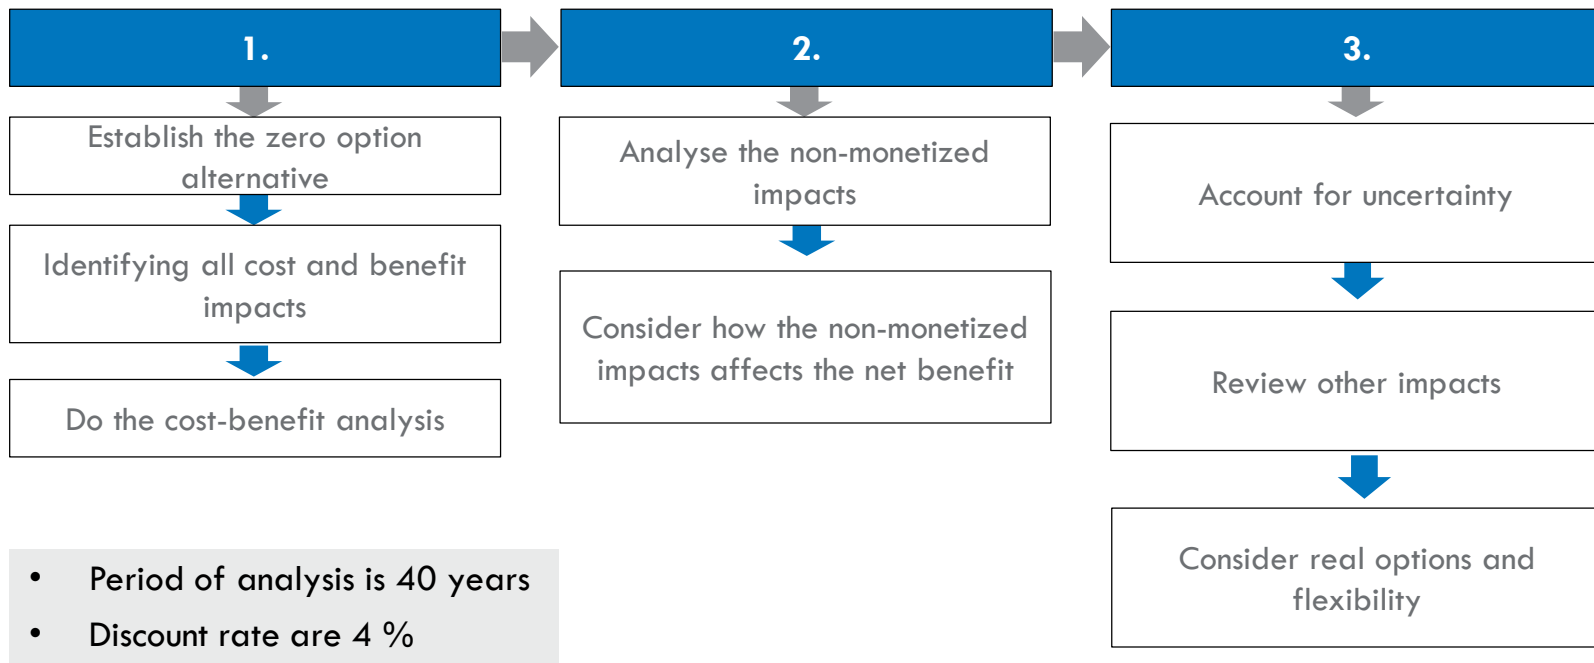 1.
Establish the zero option
alternative
Identifying all cost and benefit
impacts
Do the cost-benefit analysis
• Period of analysis is 40 years
• Discount rate are 4 %
2.
Analyse the non-monetized
impacts
Consider how the non-monetized
impacts affects the net benefit
3.
Account for uncertainty
Review other impacts
Consider real options and
flexibility